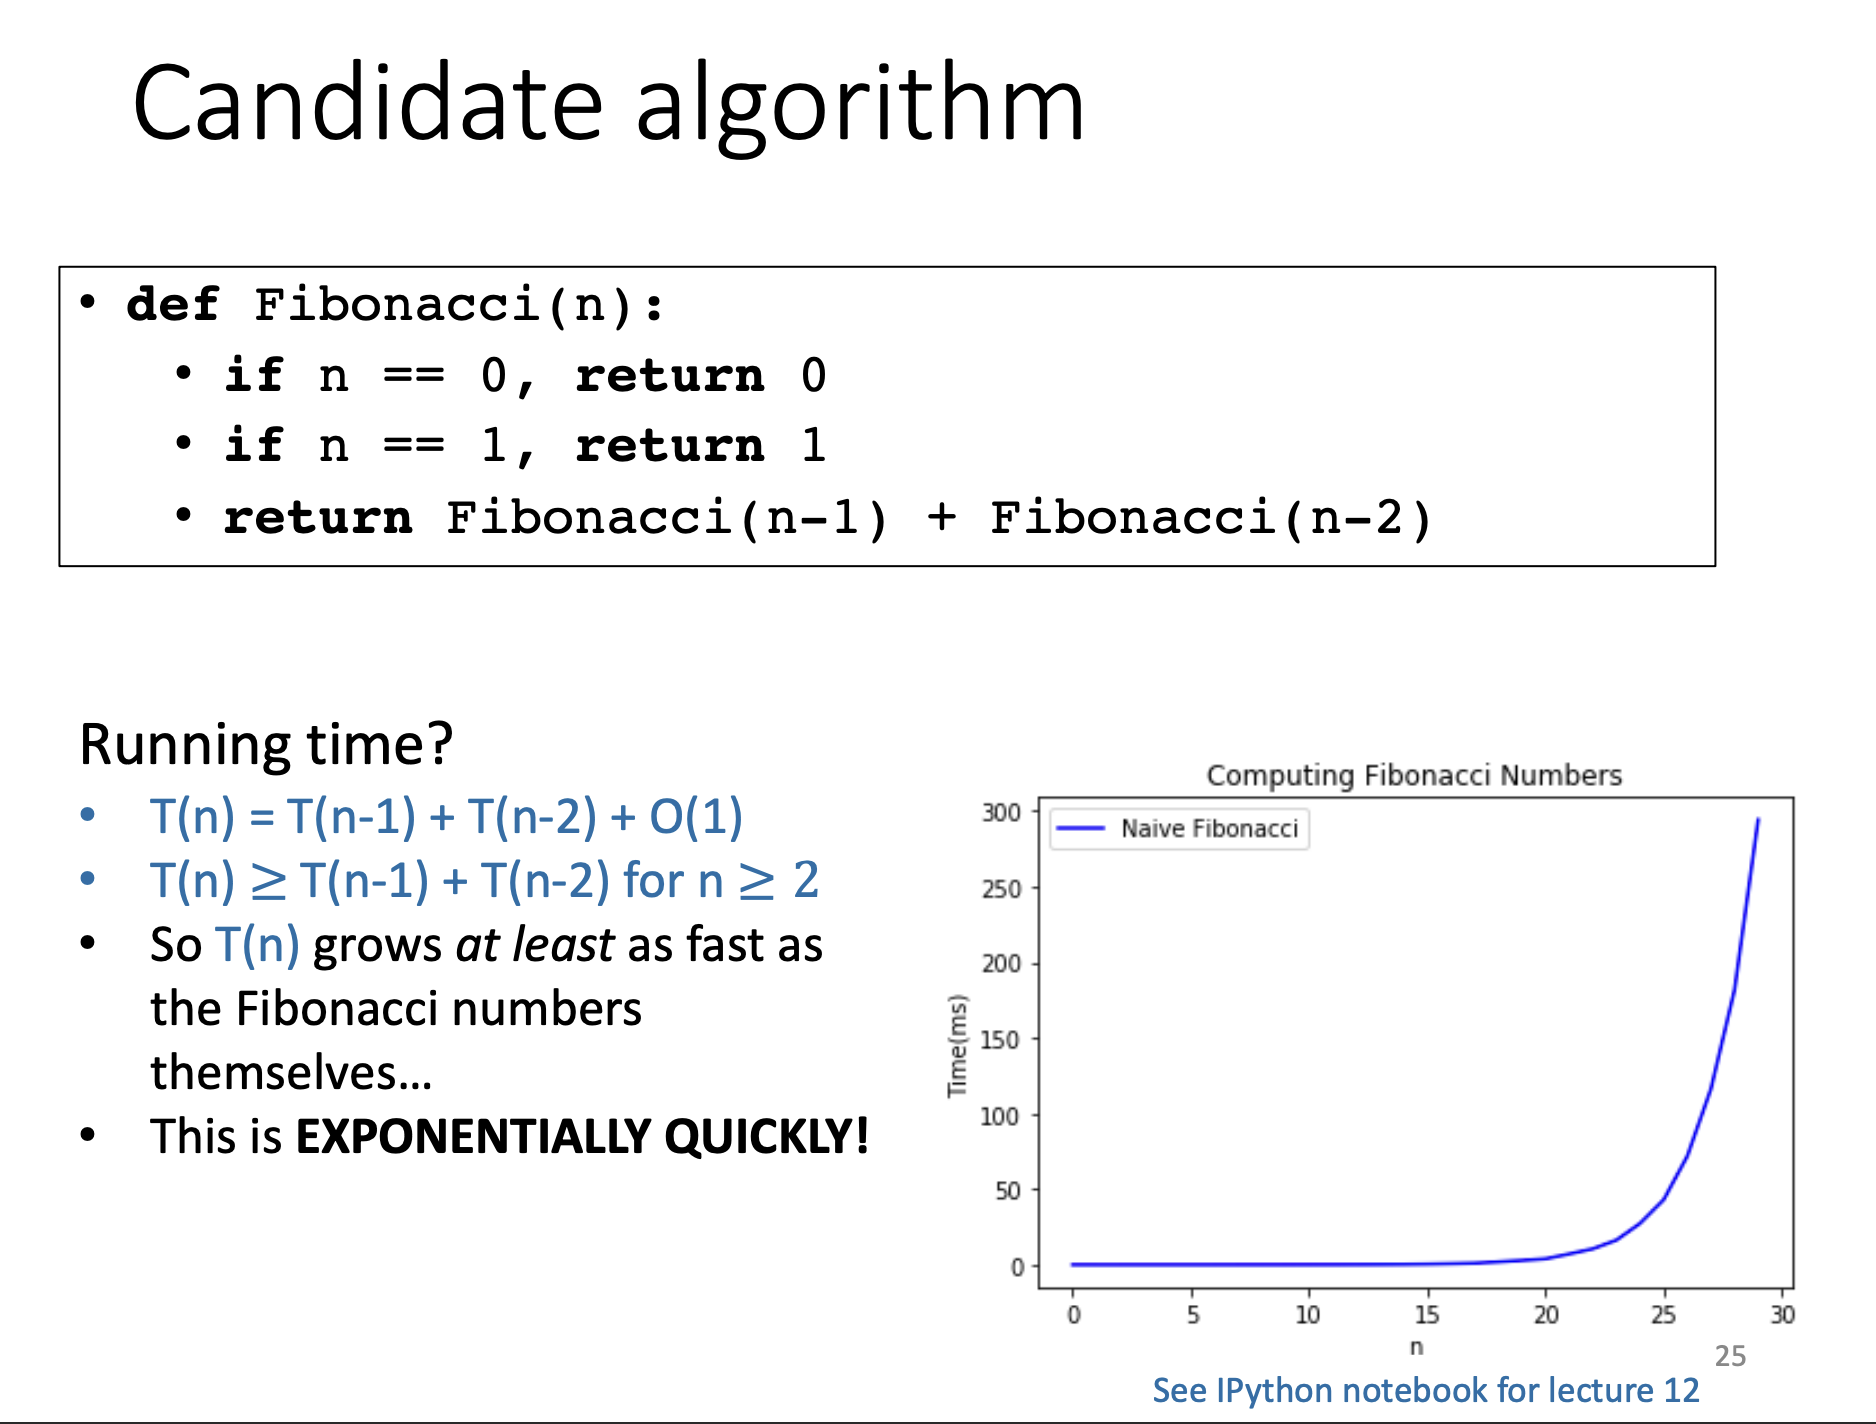 Candidate algorithm
• def Fibonacci(n):
• if n == 0, return 0
• if n == 1, return 1
• return Fibonacci(n-1) + Fibonacci(n-2)
Running time?
• T(n) = T(n-1) + T(n-2) + O(1)
• T(n) ≥ T(n-1) + T(n-2) for n ≥ 2
• So T(n) grows at least as fast as
the Fibonacci numbers
themselves…
• This is EXPONENTIALLY QUICKLY!
Computing Fibonacci Numbers
Naive Fibonacci
300
250
200
150
100
50
0
Time(ms)
0 5 10 15 20 25 30
n
25
See IPython notebook for lecture 12